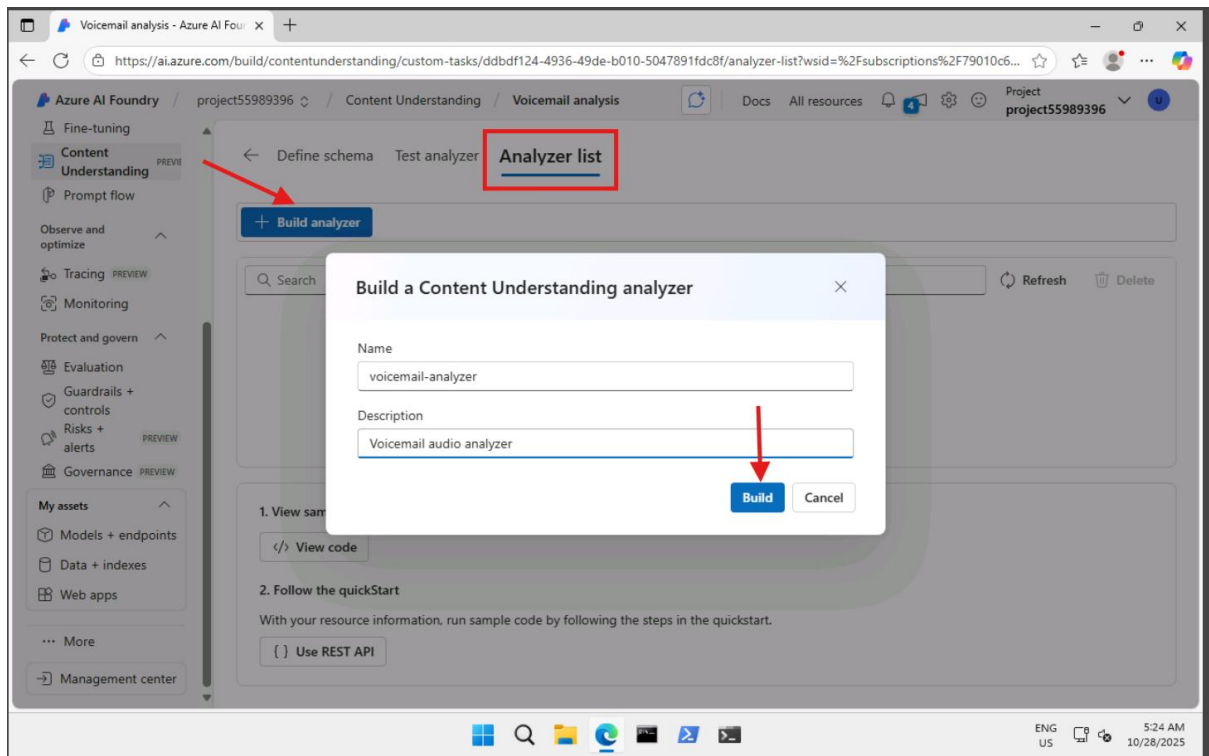 Voicemail analysis - Azure AI Four
https://ai.azure.com/build/contentunderstanding/custom-tasks/ddbdf124-4936-49de-b010-5047891fdc8f/analyzer-list?wsid=%2Fsubscriptions%2F79010c6...
Azure AI Foundry / project55989396 / Content Understanding / Voicemail analysis
Docs All resources 4
Project
project55989396
U
Fine-tuning
Content
Understanding
PREVIE
Prompt flow
Observe and
optimize
Tracing PREVIEW
Monitoring
Protect and govern
Evaluation
Guardrails +
controls
Risks +
alerts
PREVIEW
Governance PREVIEW
My assets
Models + endpoints
Data + indexes
Web apps
... More
Management center
Define schema Test analyzer Analyzer list
+ Build analyzer
Search
Refresh Delete
Build a Content Understanding analyzer
Name
voicemail-analyzer
Description
Voicemail audio analyzer
Build Cancel
1. View sam
</> View code
2. Follow the quickStart
With your resource information, run sample code by following the steps in the quickstart.
{ } Use REST API
ENG
US
5:24 AM
10/28/2025